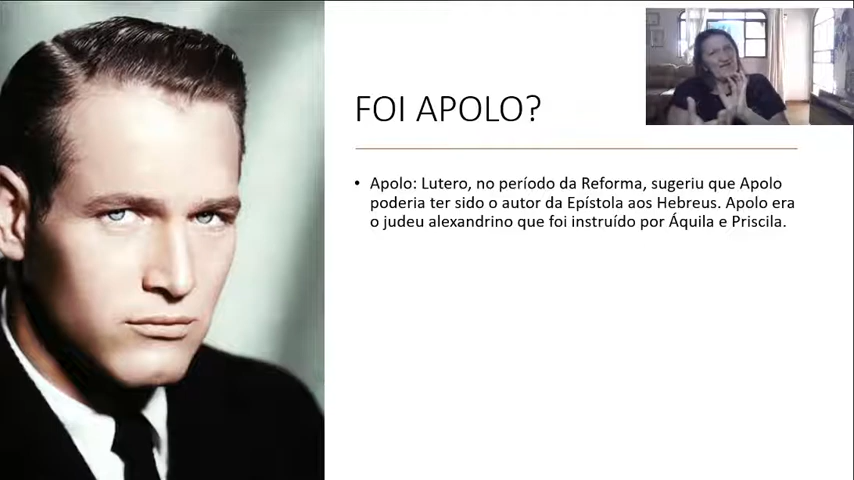 FOI APOLO?
• Apolo: Lutero, no período da Reforma, sugeriu que Apolo
poderia ter sido o autor da Epístola aos Hebreus. Apolo era
o judeu alexandrino que foi instruído por Áquila e Priscila.